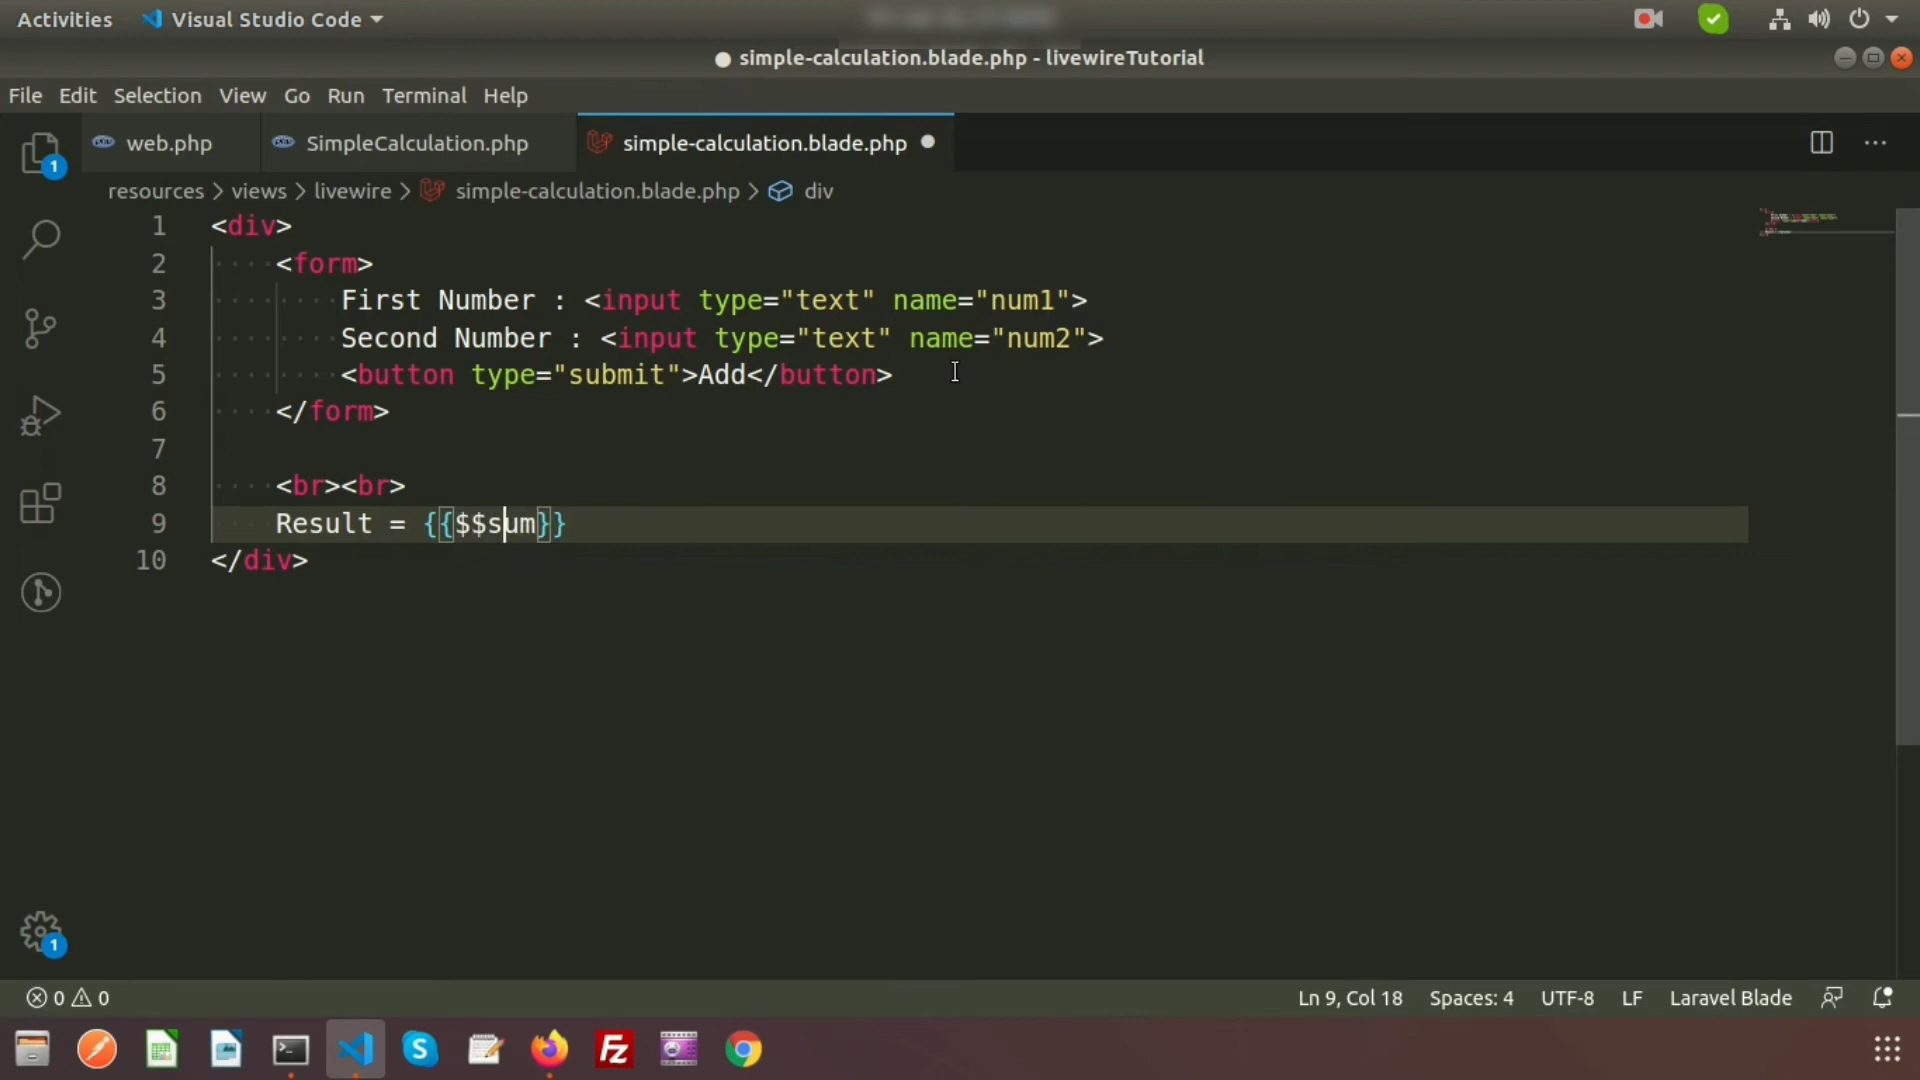 Activities Visual Studio Code
simple-calculation.blade.php - livewireTutorial
File Edit Selection View Go Run Terminal Help
web.php SimpleCalculation.php simple-calculation.blade.php
resources > views > livewire > simple-calculation.blade.php > div
1 <div>
2 <form>
3 First Number : <input type="text" name="num1">
4 Second Number : <input type="text" name="num2">
5 <button type="submit">Add</button>
6 </form>
7
8 <br><br>
9 Result = {{$$sum}}
10 </div>
1
1
0 0 Ln 9, Col 18 Spaces: 4 UTF-8 LF Laravel Blade
S Fz